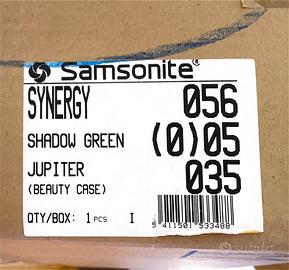 Samsonite®
SYNERGY 056
SHADOW GREEN (0)05
JUPITER 035
(BEAUTY CASE)
QTY/BOX: 1 PCS I
5 411501 533488
subito